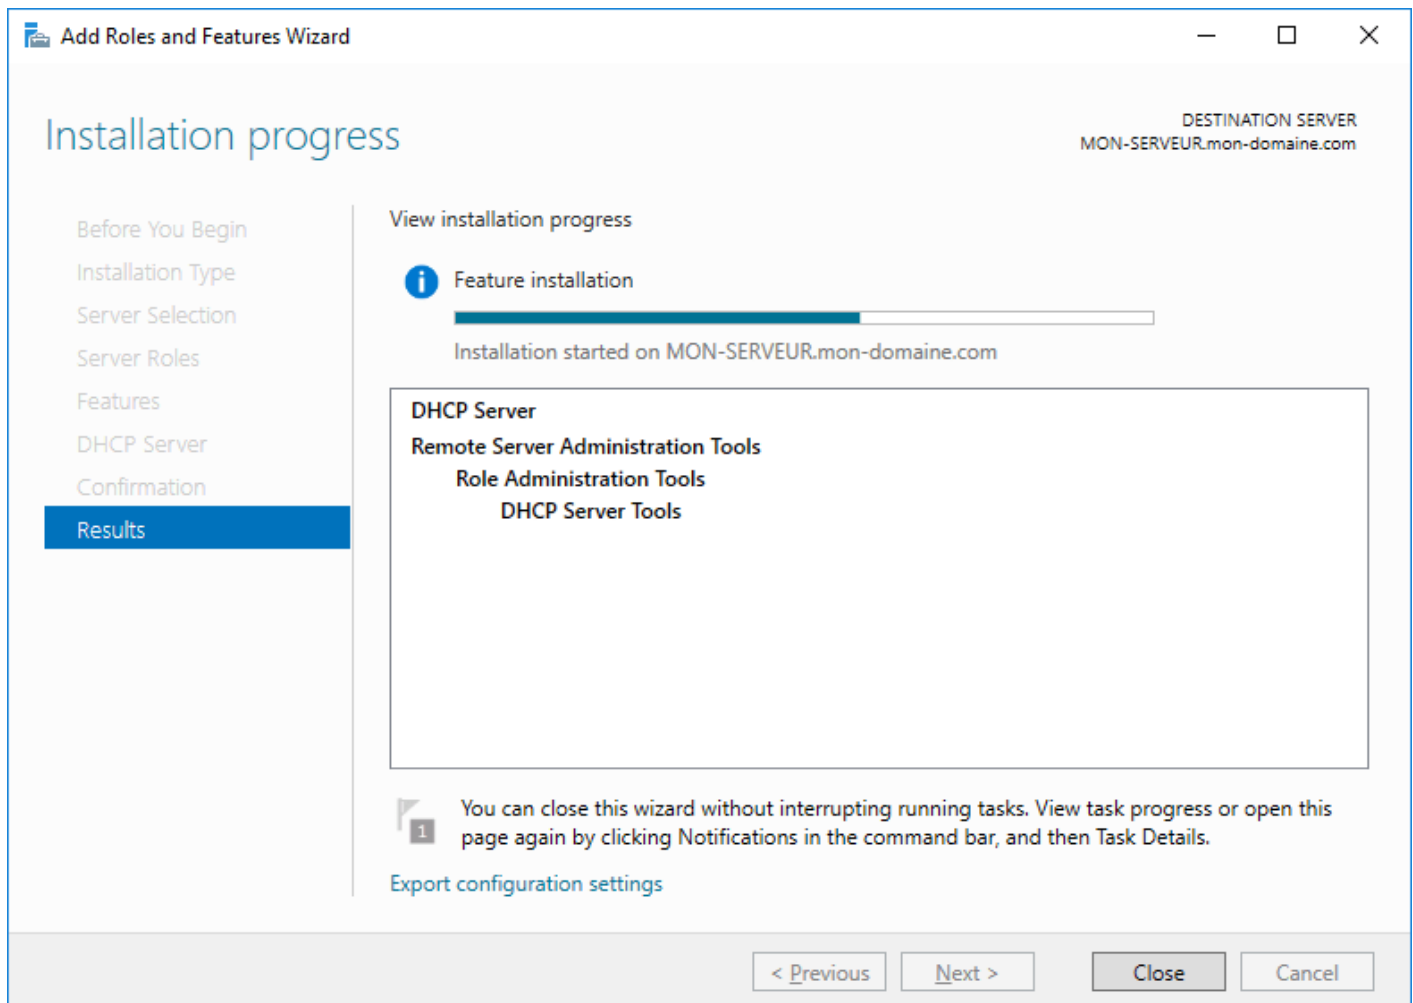 Add Roles and Features Wizard
Installation progress
DESTINATION SERVER
MON-SERVEUR.mon-domaine.com
Before You Begin
Installation Type
Server Selection
Server Roles
Features
DHCP Server
Confirmation
Results
View installation progress
Feature installation
Installation started on MON-SERVEUR.mon-domaine.com
DHCP Server
Remote Server Administration Tools
Role Administration Tools
DHCP Server Tools
1
You can close this wizard without interrupting running tasks. View task progress or open this
page again by clicking Notifications in the command bar, and then Task Details.
Export configuration settings
< Previous
Next >
Close
Cancel